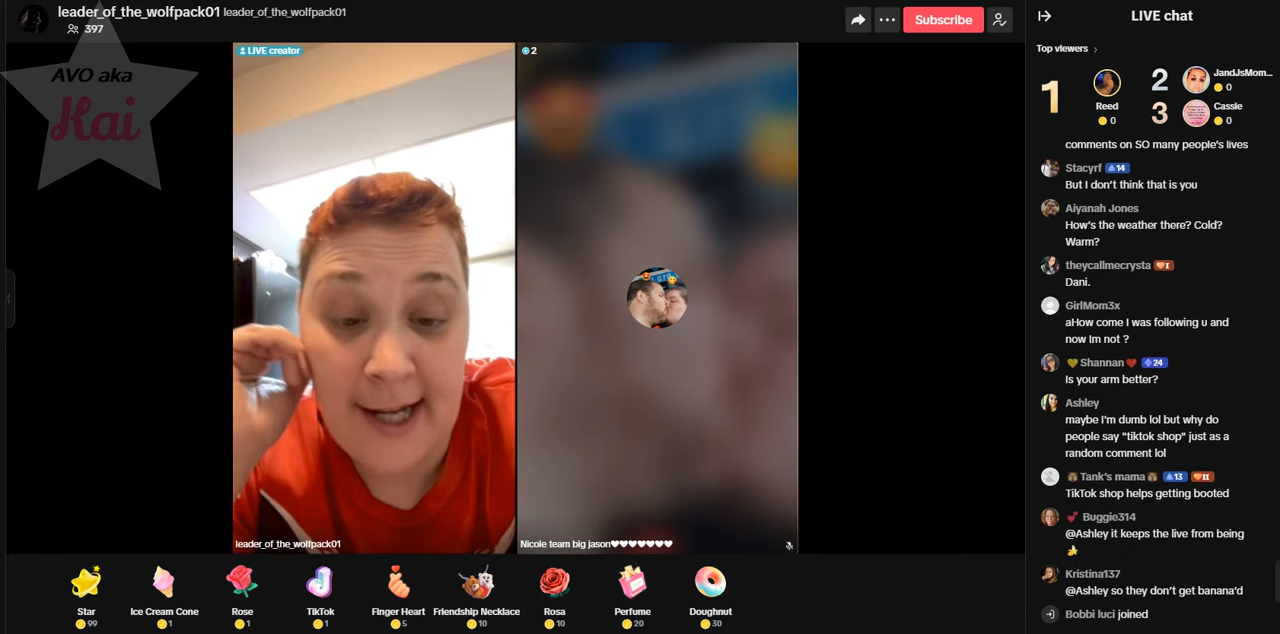 leader_of_the_wolfpack01 leader_of_the_wolfpack01
397
Subscribe
LIVE chat
AVO aka
Kai
LIVE creator
2
leader_of_the_wolfpack01
Nicole team big jason🤍🤍🤍🤍🤍🤍🤍
Top viewers
1
Reed
0
2
JandJsMom...
0
3
Cassie
0
comments on SO many people's lives
Stacyrf 14
But I don't think that is you
Aiyanah Jones
How's the weather there? Cold?
Warm?
theycallmecrysta I
Dani.
GirlMom3x
aHow come I was following u and
now Im not ?
Shannan 24
Is your arm better?
Ashley
maybe I'm dumb lol but why do
people say "tiktok shop" just as a
random comment lol
Tank's mama 13 II
TikTok shop helps getting booted
Buggie314
@Ashley it keeps the live from being
🍌
Kristina137
@Ashley so they don't get banana'd
Bobbi luci joined
Star
99
Ice Cream Cone
1
Rose
1
TikTok
1
Finger Heart
5
Friendship Necklace
10
Rosa
10
Perfume
20
Doughnut
30